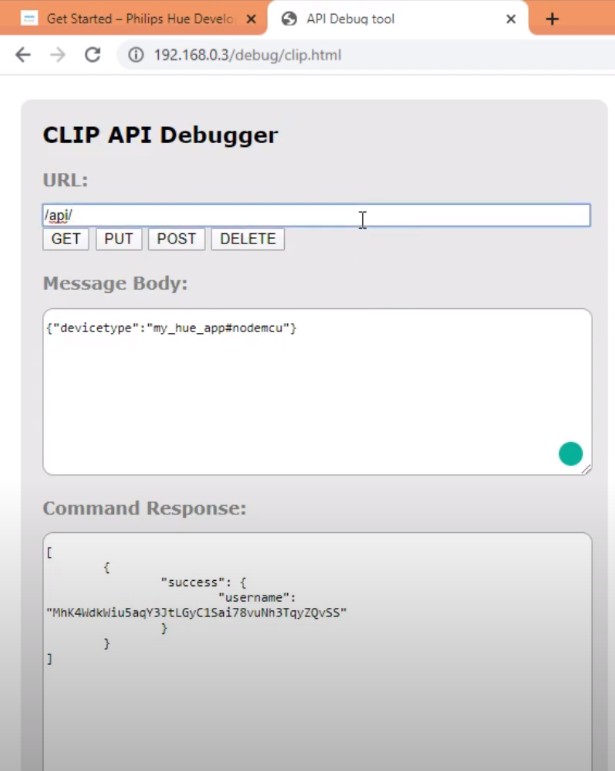 Get Started – Philips Hue Develo
API Debug tool
192.168.0.3/debug/clip.html
CLIP API Debugger
URL:
/api/
GET PUT POST DELETE
Message Body:
{"devicetype":"my_hue_app#nodemcu"}
Command Response:
[
{
"success": {
"username":
"MhK4WdkWiu5aqY3JtLGyC1Sai78vuNh3TqyZQvSS"
}
}
]